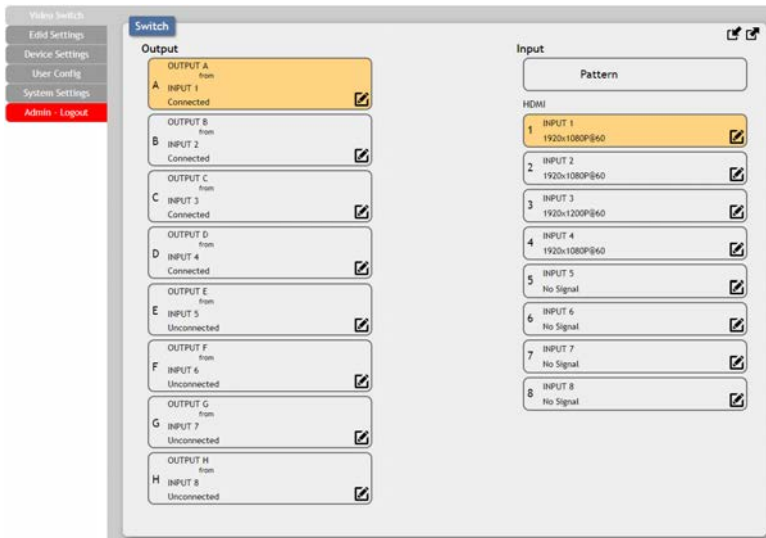 Video Switch
Edid Settings
Device Settings
User Config
System Settings
Admin - Logout
Switch
Output
A
OUTPUT A
from
INPUT 1
Connected
B
OUTPUT B
from
INPUT 2
Connected
C
OUTPUT C
from
INPUT 3
Connected
D
OUTPUT D
from
INPUT 4
Connected
E
OUTPUT E
from
INPUT 5
Unconnected
F
OUTPUT F
from
INPUT 6
Unconnected
G
OUTPUT G
from
INPUT 7
Unconnected
H
OUTPUT H
from
INPUT 8
Unconnected
Input
Pattern
HDMI
1
INPUT 1
1920x1080P@60
2
INPUT 2
1920x1080P@60
3
INPUT 3
1920x1200P@60
4
INPUT 4
1920x1080P@60
5
INPUT 5
No Signal
6
INPUT 6
No Signal
7
INPUT 7
No Signal
8
INPUT 8
No Signal